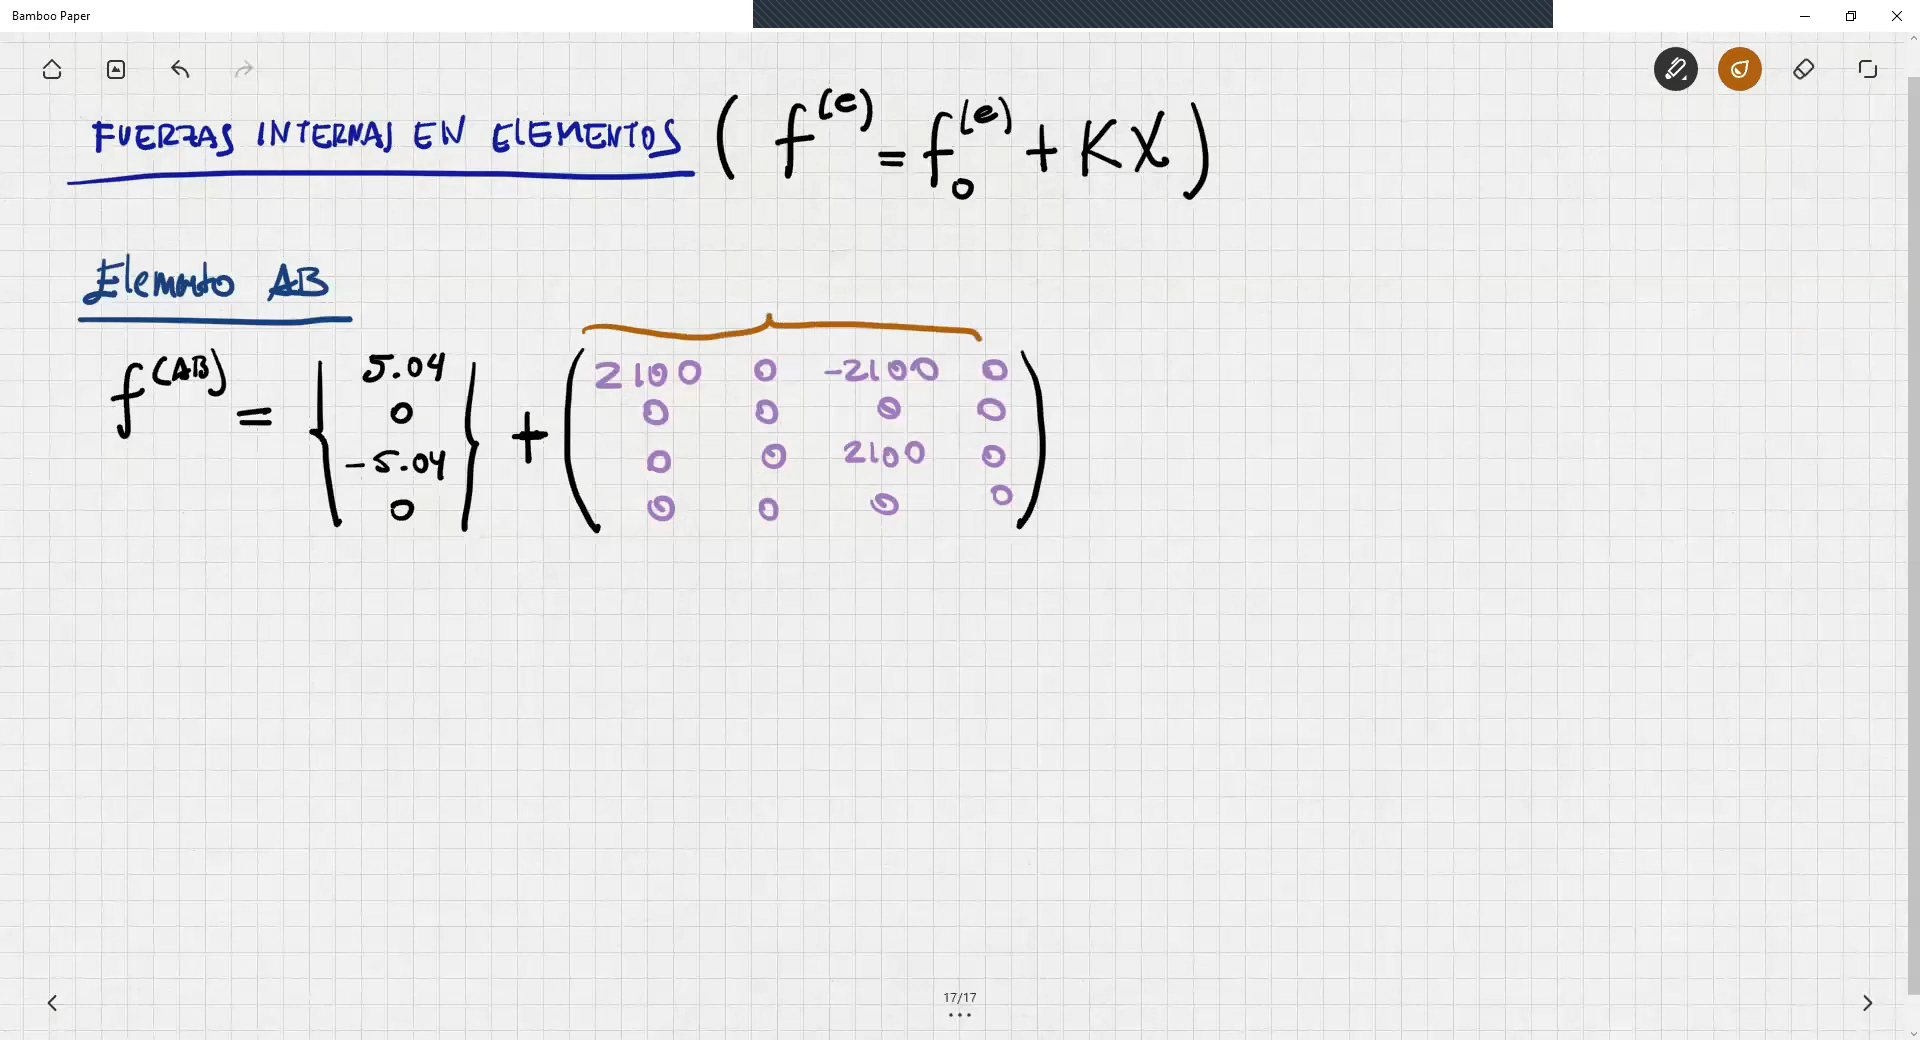 Bamboo Paper
FUERZAS INTERNAS EN ELEMENTOS ( f^(e) = f_0^(e) + KX )
Elemento AB
f^(AB) = { 5.04 0 -5.04 0 } + (
2100 0 -2100 0
0 0 0 0
0 0 2100 0
0 0 0 0 )
17/17